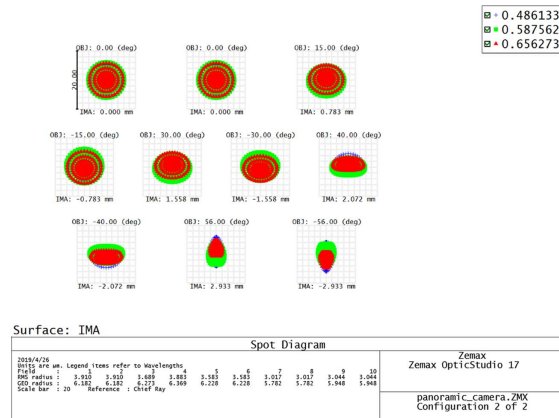 0.486133
0.587562
0.656273
OBJ: 0.00 (deg) OBJ: 0.00 (deg) OBJ: 15.00 (deg)
20.00
IMA: 0.000 mm IMA: 0.000 mm IMA: 0.783 mm
OBJ: -15.00 (deg) OBJ: 30.00 (deg) OBJ: -30.00 (deg) OBJ: 40.00 (deg)
IMA: -0.783 mm IMA: 1.558 mm IMA: -1.558 mm IMA: 2.072 mm
OBJ: -40.00 (deg) OBJ: 56.00 (deg) OBJ: -56.00 (deg)
IMA: -2.072 mm IMA: 2.933 mm IMA: -2.933 mm
Surface: IMA
Spot Diagram
2019/4/26
Units are µm. Legend items refer to Wavelengths
Field : 1 2 3 4 5 6 7 8 9 10
RMS radius : 3.910 3.910 3.689 3.883 3.583 3.583 3.017 3.017 3.044 3.044
GEO radius : 6.182 6.182 6.273 6.369 6.228 6.228 5.782 5.782 5.948 5.948
Scale bar : 20 Reference : Chief Ray
Zemax
Zemax OpticStudio 17
panoramic_camera.ZMX
Configuration 2 of 2